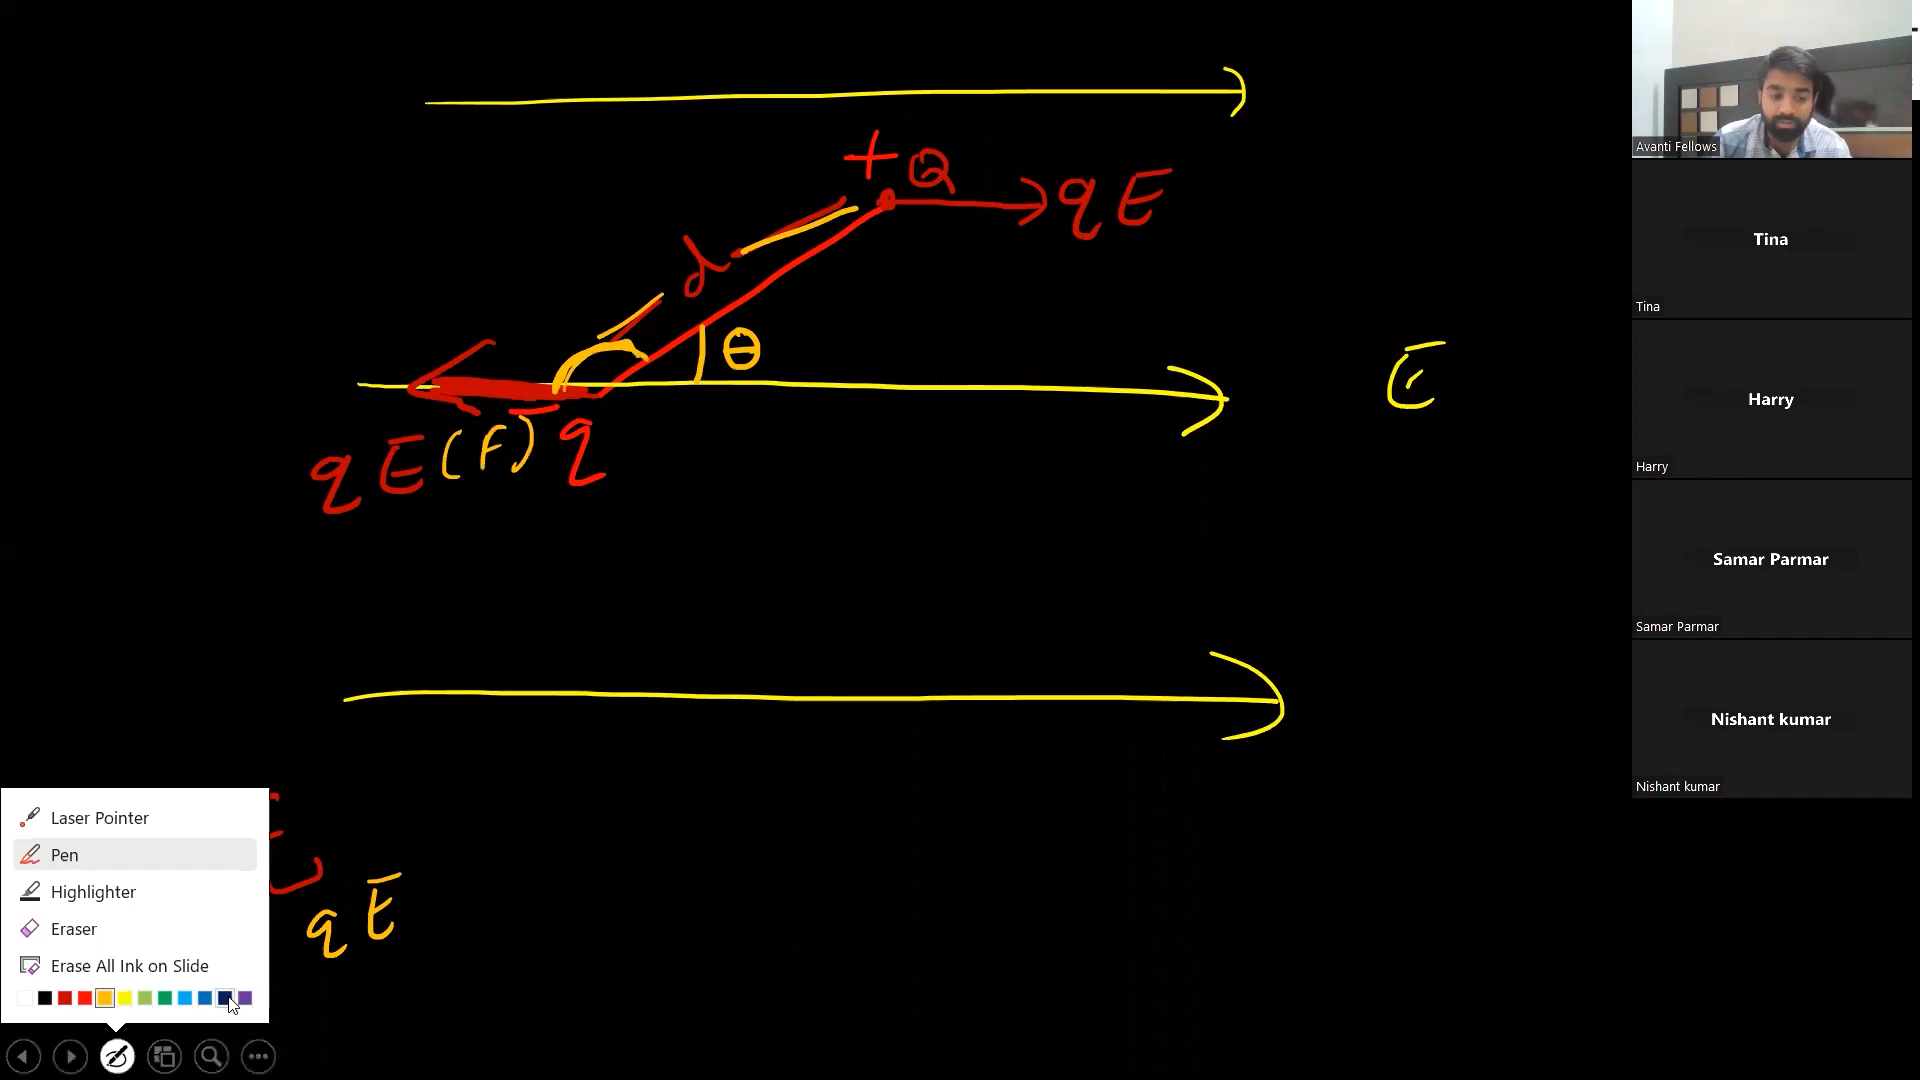 + Q
qE
d
θ
E
qE (F) q
q E
Laser Pointer
Pen
Highlighter
Eraser
Erase All Ink on Slide
Avanti Fellows
Tina
Tina
Harry
Harry
Samar Parmar
Samar Parmar
Nishant kumar
Nishant kumar